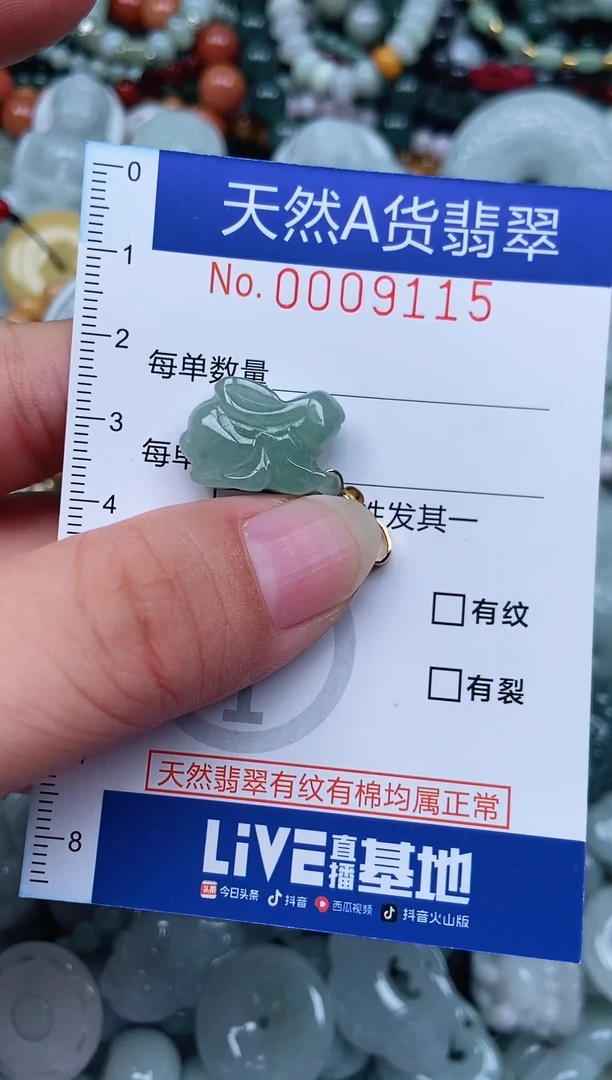 0
天然A货翡翠
1
No. 0009115
2
每单数量
3
每单
4
性发其一
有纹
有裂
天然翡翠有纹有棉均属正常
8
LiVE直播基地
头条 今日头条 抖音 西瓜视频 抖音火山版